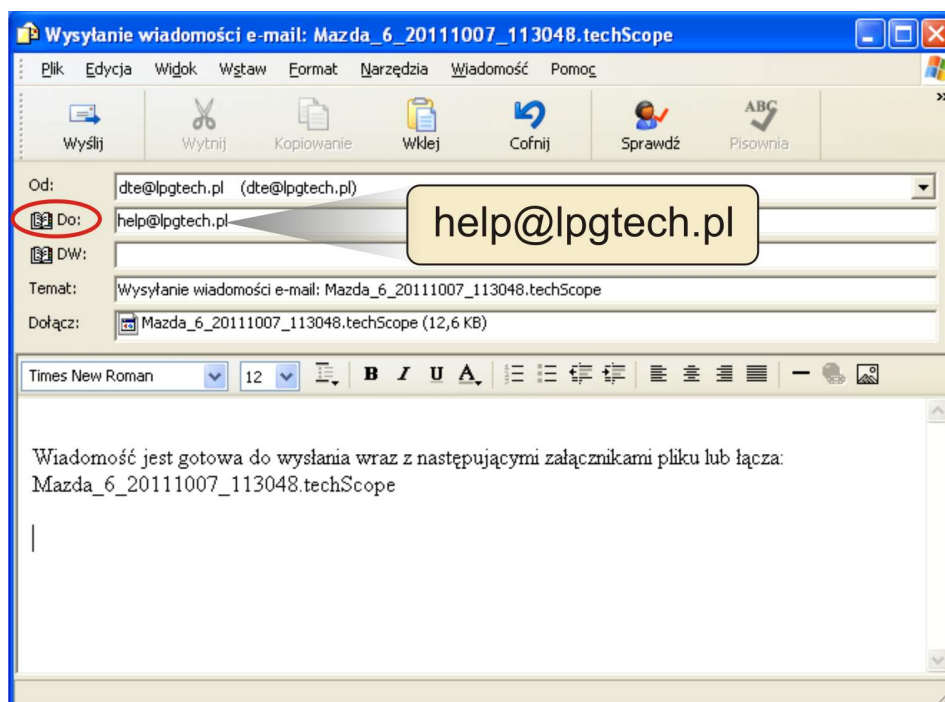 Wysyłanie wiadomości e-mail: Mazda_6_20111007_113048.techScope
Plik Edycja Widok Wstaw Format Narzędzia Wiadomość Pomoc
»
Wyślij Wytnij Kopiowanie Wklej Cofnij Sprawdź ABC Pisownia
Od: dte@lpgtech.pl (dte@lpgtech.pl)
Do: help@lpgtech.pl
help@lpgtech.pl
DW:
Temat: Wysyłanie wiadomości e-mail: Mazda_6_20111007_113048.techScope
Dołącz: Mazda_6_20111007_113048.techScope (12,6 KB)
Times New Roman 12 B I U A
Wiadomość jest gotowa do wysłania wraz z następującymi załącznikami pliku lub łącza:
Mazda_6_20111007_113048.techScope